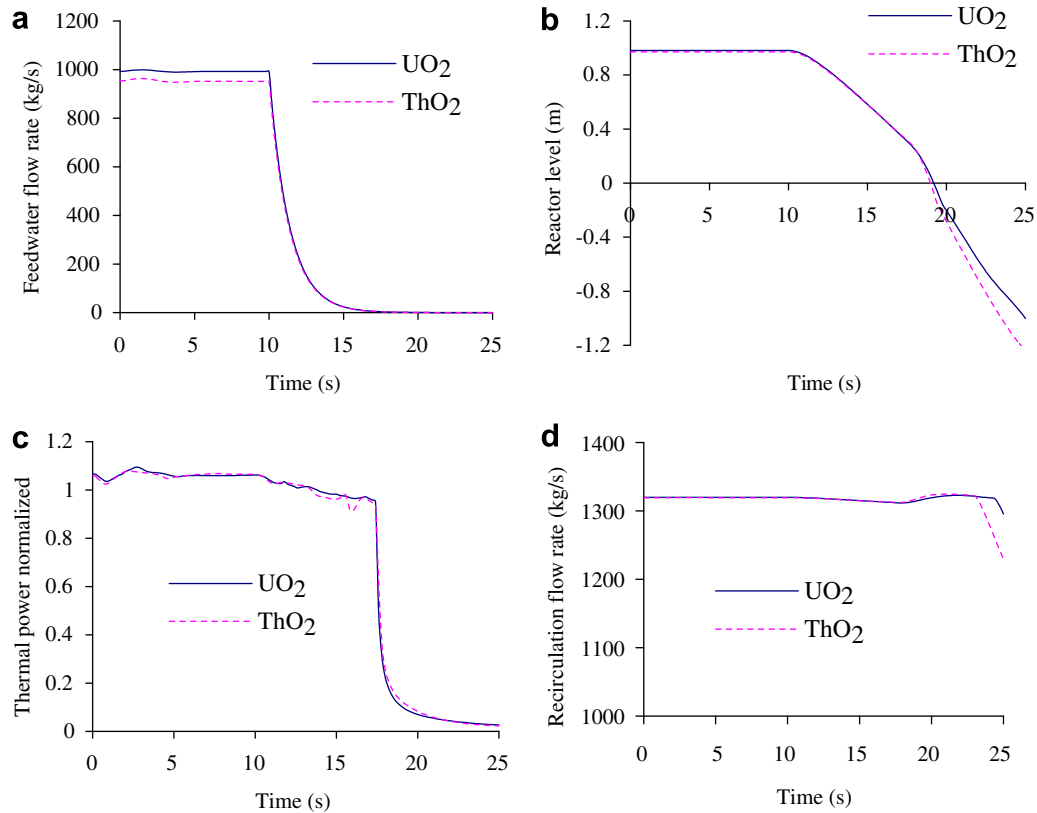 a
1200
1000
800
600
400
200
0
0 5 10 15 20 25
Feedwater flow rate (kg/s)
Time (s)
UO2
ThO2
b
1.2
0.8
0.4
0
-0.4
-0.8
-1.2
0 5 10 15 20 25
Reactor level (m)
Time (s)
UO2
ThO2
c
1.2
1
0.8
0.6
0.4
0.2
0
0 5 10 15 20 25
Thermal power normalized
Time (s)
UO2
ThO2
d
1400
1300
1200
1100
1000
0 5 10 15 20 25
Recirculation flow rate (kg/s)
Time (s)
UO2
ThO2